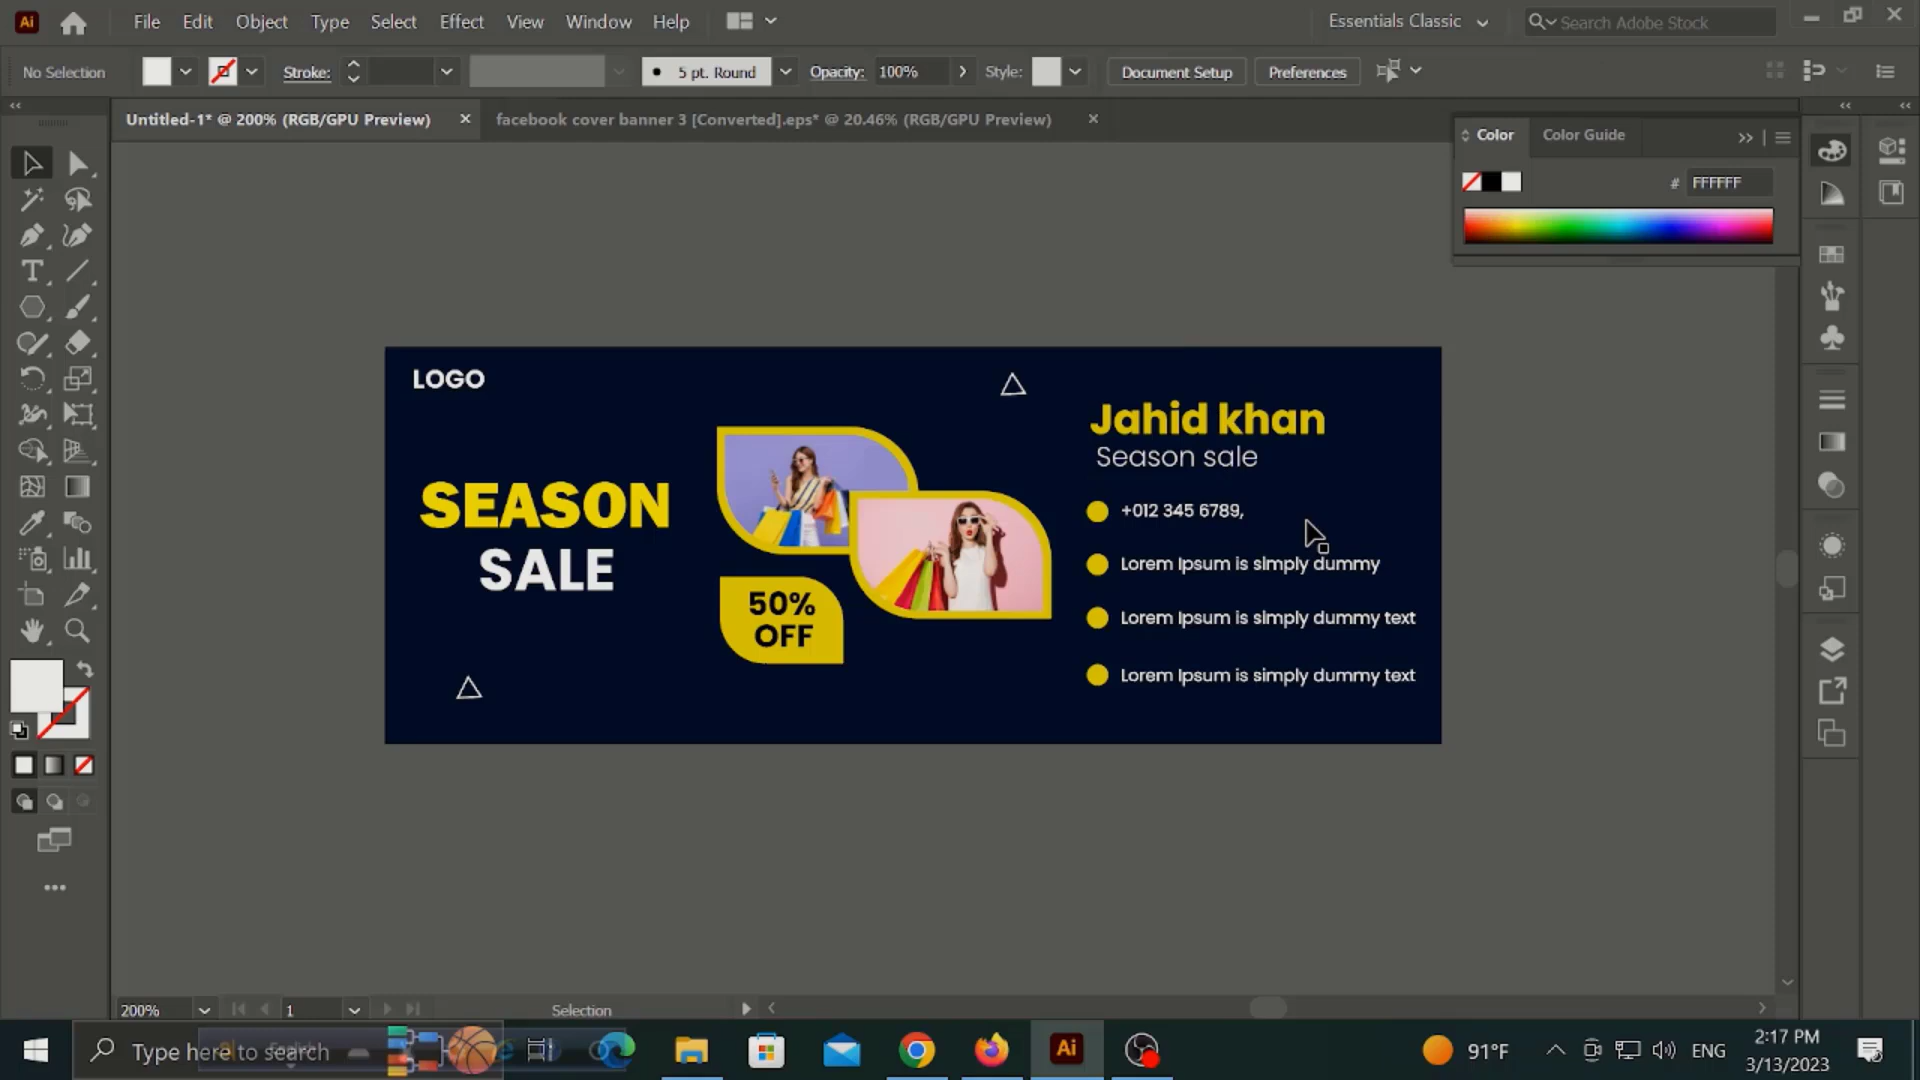 Ai
File Edit Object Type Select Effect View Window Help
Essentials Classic
Search Adobe Stock
No Selection
Stroke:
5 pt. Round
Opacity: 100%
Style:
Document Setup
Preferences
Untitled-1* @ 200% (RGB/GPU Preview)
facebook cover banner 3 [Converted].eps* @ 20.46% (RGB/GPU Preview)
Color
Color Guide
# FFFFFF
LOGO
SEASON
SALE
50%
OFF
Jahid khan
Season sale
+012 345 6789,
Lorem Ipsum is simply dummy
Lorem Ipsum is simply dummy text
Lorem Ipsum is simply dummy text
200%
1
Selection
Type here to search
Ai
91°F
ENG
2:17 PM
3/13/2023